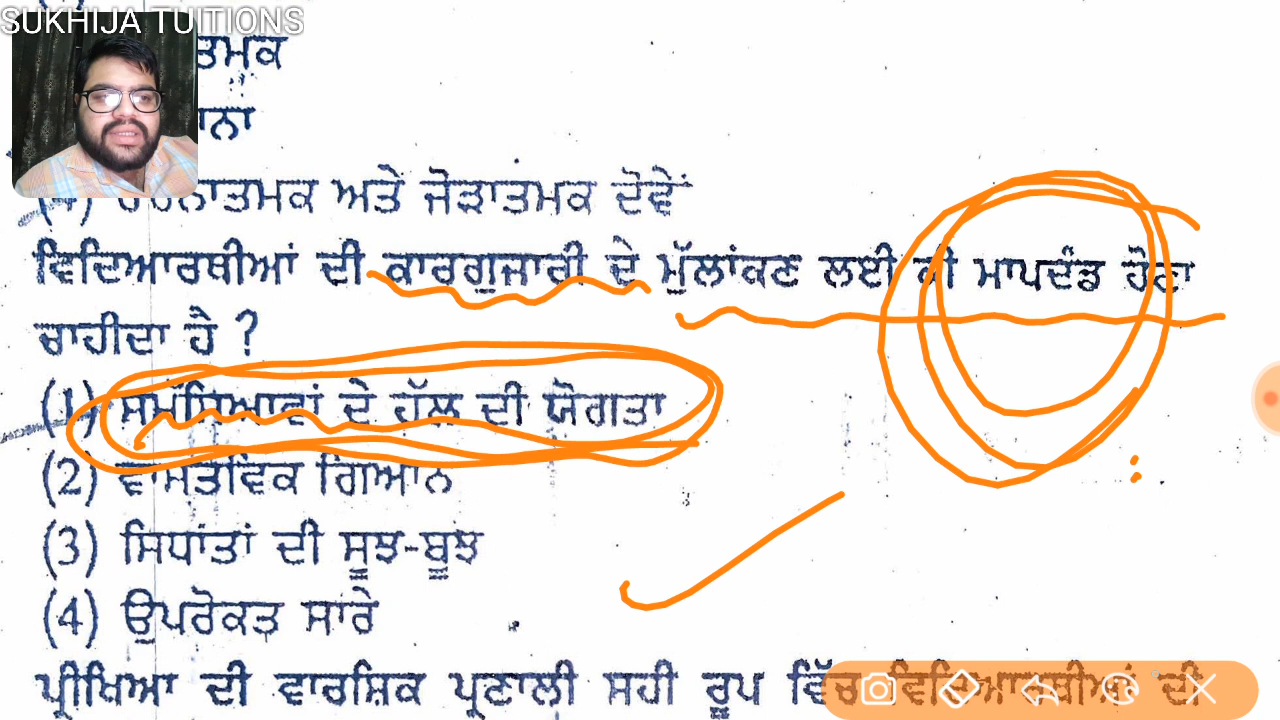 SUKHIJA TUITIONS
ਅਤੇ ਜੋੜਾਤਮਕ ਦੋਵੇਂ
ਵਿਦਿਆਰਥੀਆਂ ਦੀ ਕਾਰਗੁਜਾਰੀ ਦੇ ਮੁੱਲਾਂਕਣ ਲਈ ਕੀ ਮਾਪਦੰਡ ਹੋਣਾ
ਚਾਹੀਦਾ ਹੈ ?
(1) ਸਮੱਸਿਆਵਾਂ ਦੇ ਹੱਲ ਦੀ ਯੋਗਤਾ
(2) ਵਾਸਤਵਿਕ ਗਿਆਨ
(3) ਸਿਧਾਂਤਾਂ ਦੀ ਸੂਝ-ਬੂਝ
(4) ਉਪਰੋਕਤ ਸਾਰੇ
ਪ੍ਰੀਖਿਆ ਦੀ ਵਾਰਸ਼ਿਕ ਪ੍ਰਣਾਲੀ ਸਹੀ ਰੂਪ ਵਿੱਚ ਵਿਦਿਆਰਥੀਆਂ ਦੀ